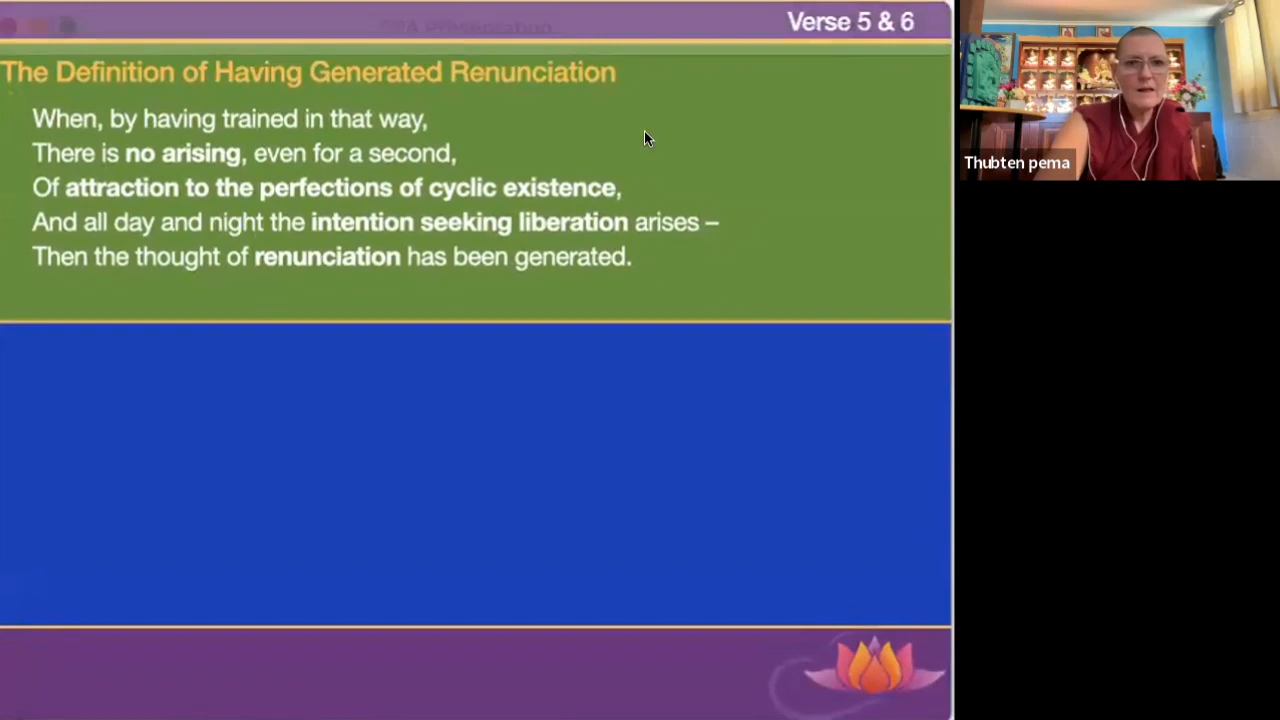 Verse 5 & 6
The Definition of Having Generated Renunciation
When, by having trained in that way,
There is no arising, even for a second,
Of attraction to the perfections of cyclic existence,
And all day and night the intention seeking liberation arises –
Then the thought of renunciation has been generated.
Thubten pema